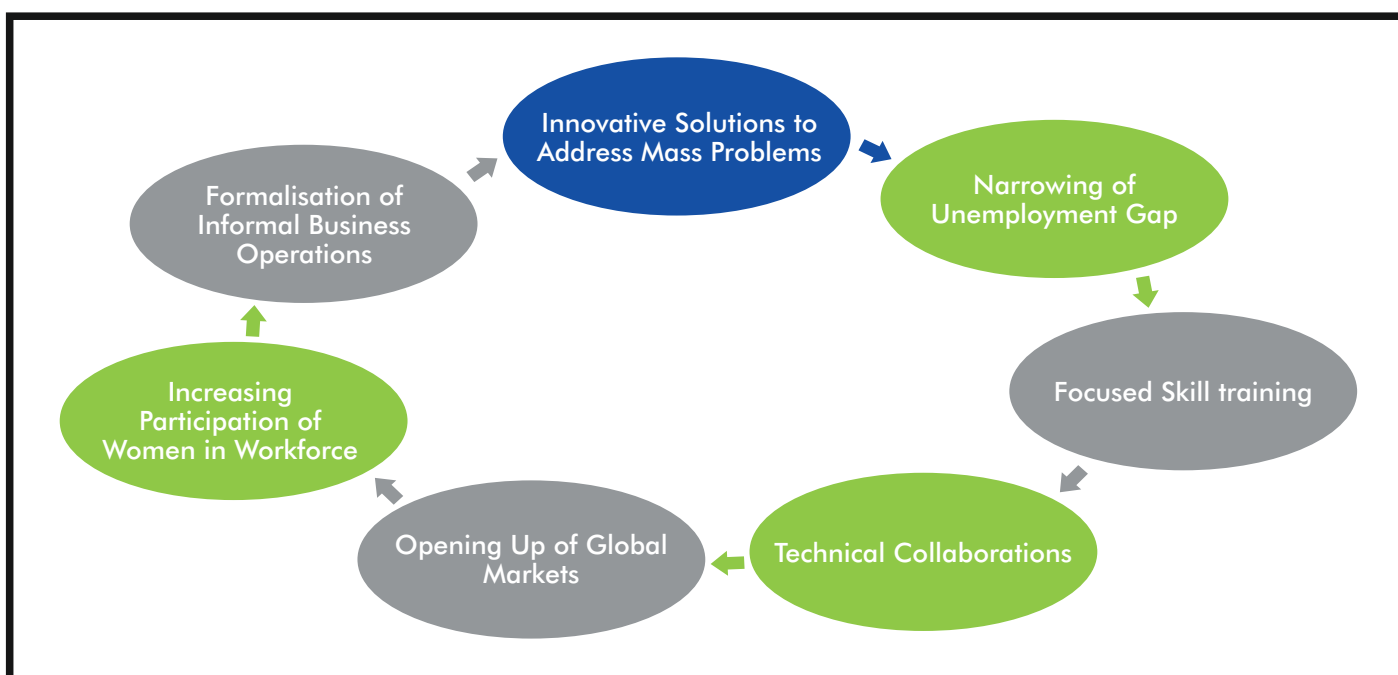 Innovative Solutions to
Address Mass Problems
Narrowing of
Unemployment Gap
Focused Skill training
Technical Collaborations
Opening Up of Global
Markets
Increasing
Participation of
Women in Workforce
Formalisation of
Informal Business
Operations